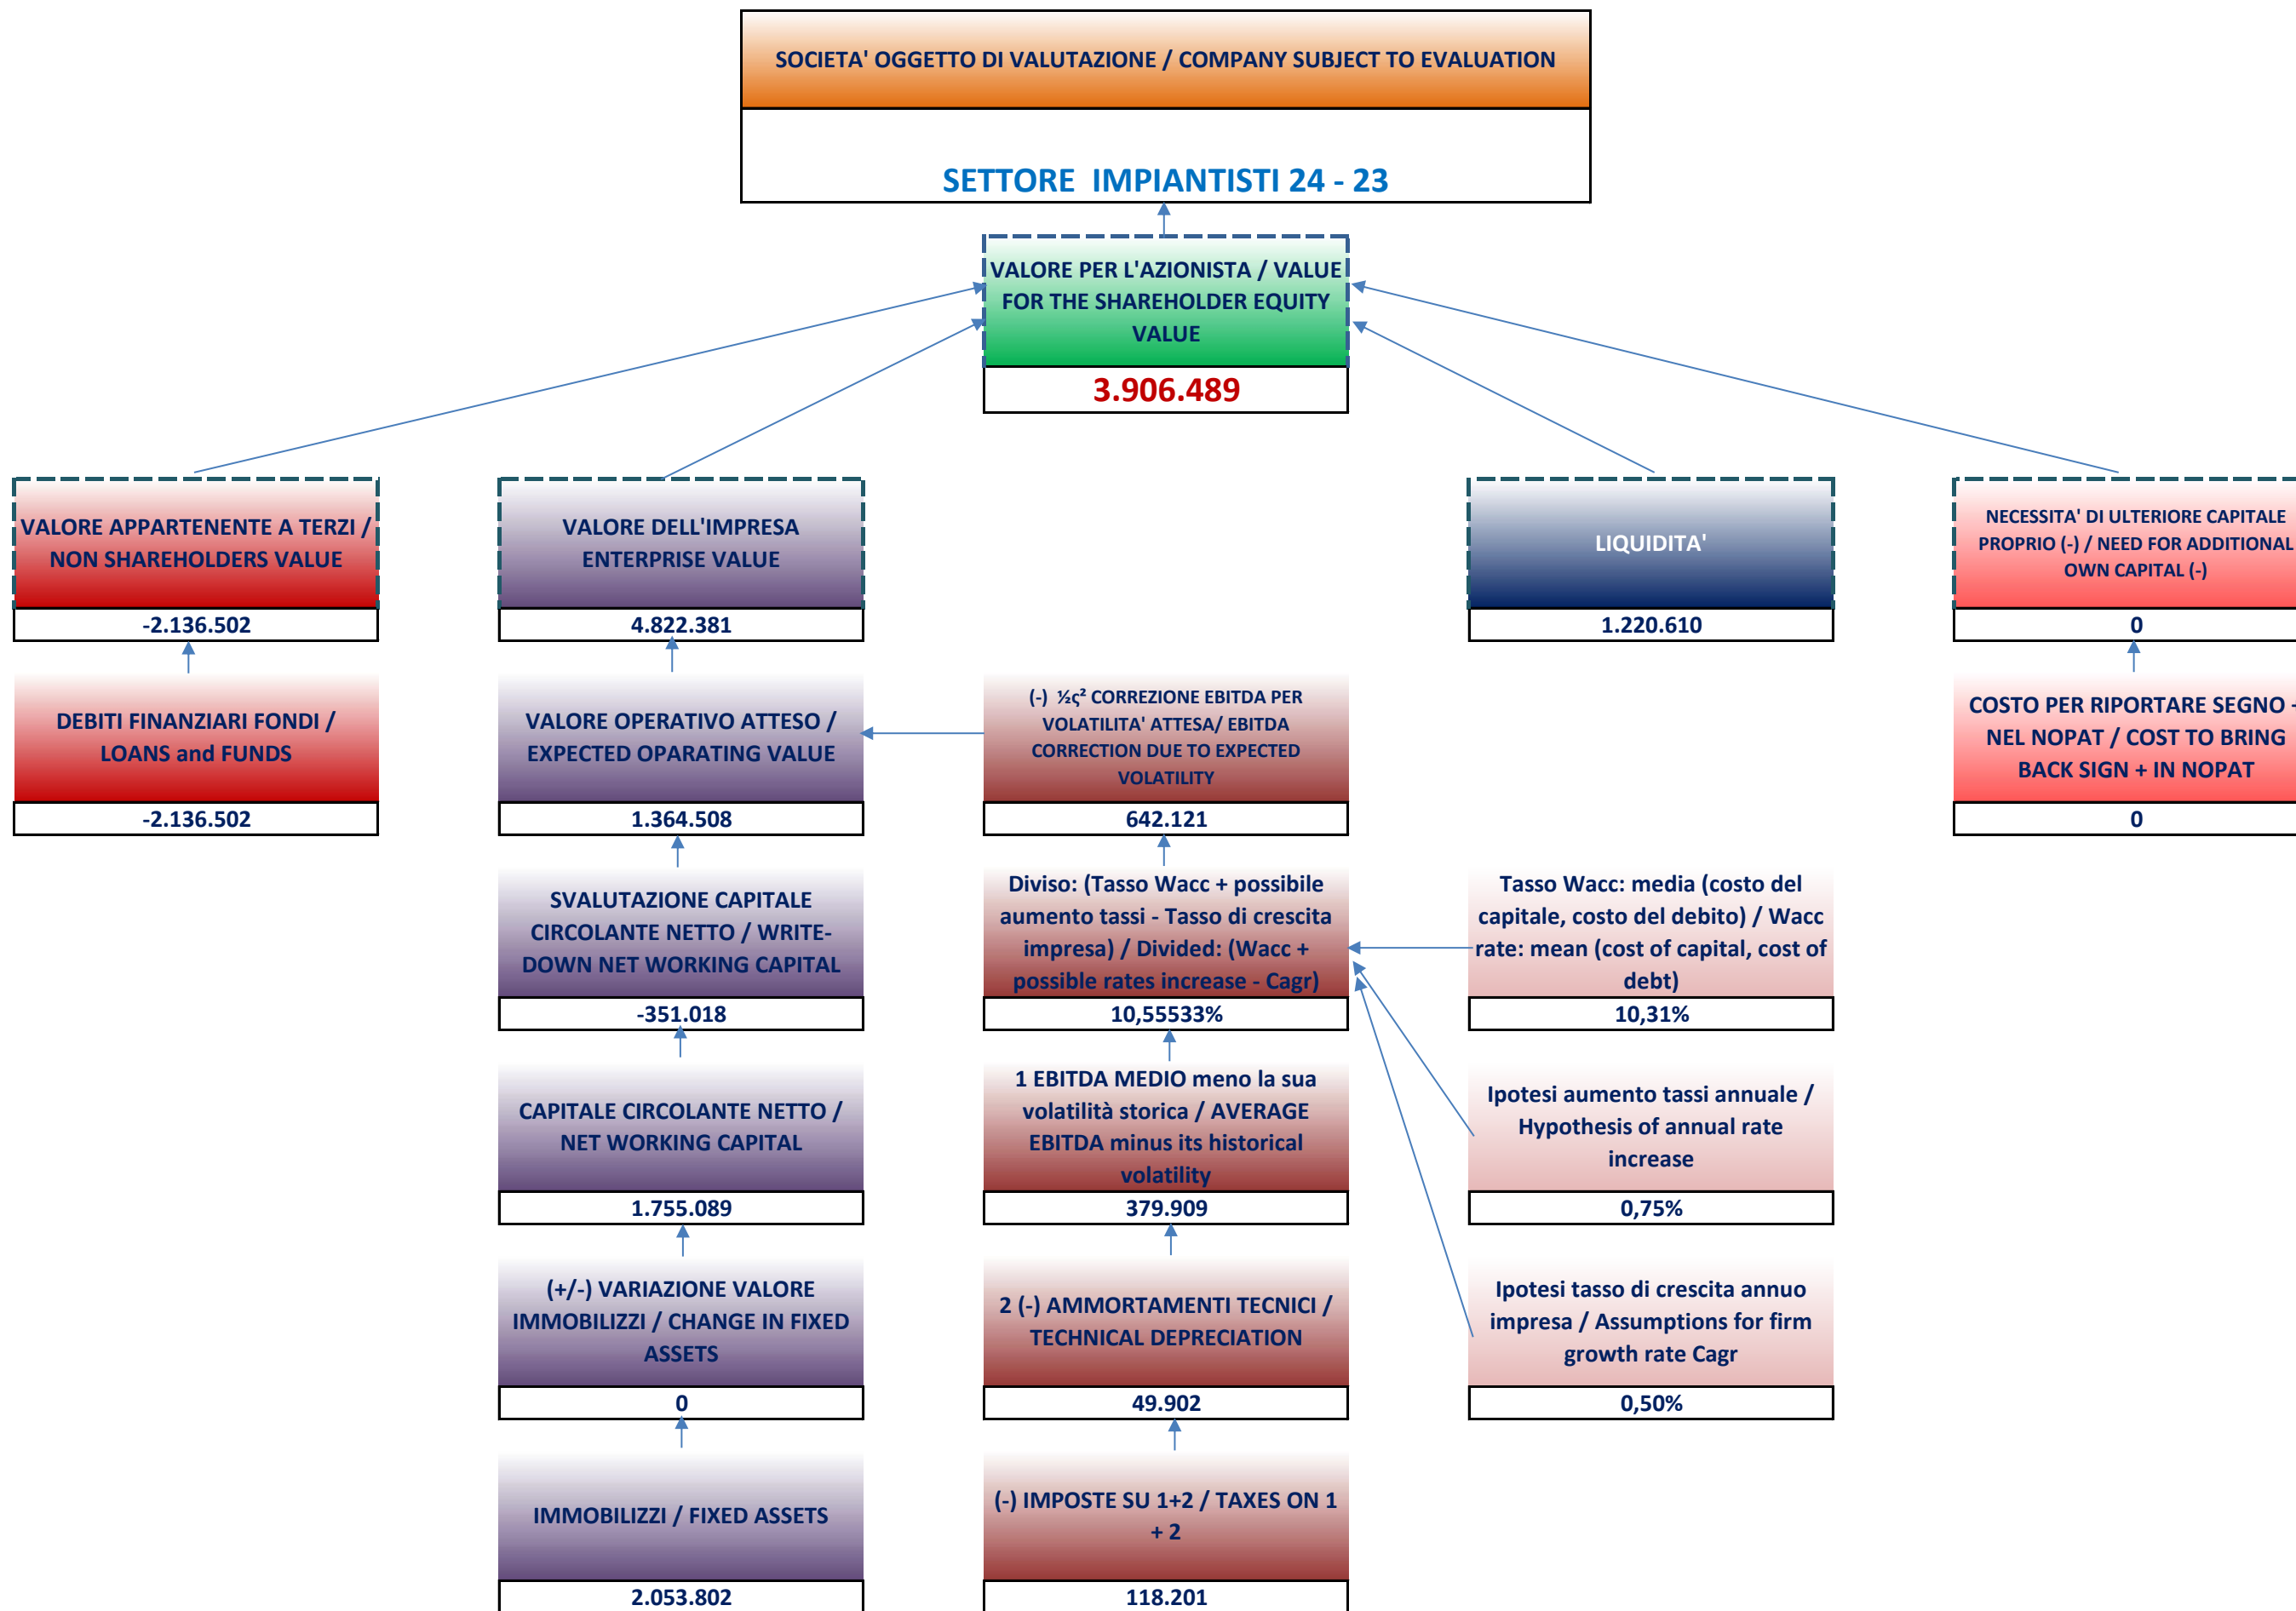 SOCIETA' OGGETTO DI VALUTAZIONE / COMPANY SUBJECT TO EVALUATION
SETTORE IMPIANTISTI 24 - 23
VALORE PER L'AZIONISTA / VALUE
FOR THE SHAREHOLDER EQUITY
VALUE
3.906.489
VALORE APPARTENENTE A TERZI /
NON SHAREHOLDERS VALUE
-2.136.502
VALORE DELL'IMPRESA
ENTERPRISE VALUE
4.822.381
LIQUIDITA'
1.220.610
NECESSITA' DI ULTERIORE CAPITALE
PROPRIO (-) / NEED FOR ADDITIONAL
OWN CAPITAL (-)
0
DEBITI FINANZIARI FONDI /
LOANS and FUNDS
-2.136.502
VALORE OPERATIVO ATTESO /
EXPECTED OPARATING VALUE
1.364.508
(-) ½ς² CORREZIONE EBITDA PER
VOLATILITA' ATTESA/ EBITDA
CORRECTION DUE TO EXPECTED
VOLATILITY
642.121
COSTO PER RIPORTARE SEGNO
NEL NOPAT / COST TO BRING
BACK SIGN + IN NOPAT
0
SVALUTAZIONE CAPITALE
CIRCOLANTE NETTO / WRITE-
DOWN NET WORKING CAPITAL
-351.018
Diviso: (Tasso Wacc + possibile
aumento tassi - Tasso di crescita
impresa) / Divided: (Wacc +
possible rates increase - Cagr)
10,55533%
Tasso Wacc: media (costo del
capitale, costo del debito) / Wacc
rate: mean (cost of capital, cost of
debt)
10,31%
CAPITALE CIRCOLANTE NETTO /
NET WORKING CAPITAL
1.755.089
1 EBITDA MEDIO meno la sua
volatilità storica / AVERAGE
EBITDA minus its historical
volatility
379.909
Ipotesi aumento tassi annuale /
Hypothesis of annual rate
increase
0,75%
(+/-) VARIAZIONE VALORE
IMMOBILIZZI / CHANGE IN FIXED
ASSETS
0
2 (-) AMMORTAMENTI TECNICI /
TECHNICAL DEPRECIATION
49.902
Ipotesi tasso di crescita annuo
impresa / Assumptions for firm
growth rate Cagr
0,50%
IMMOBILIZZI / FIXED ASSETS
2.053.802
(-) IMPOSTE SU 1+2 / TAXES ON 1
+ 2
118.201